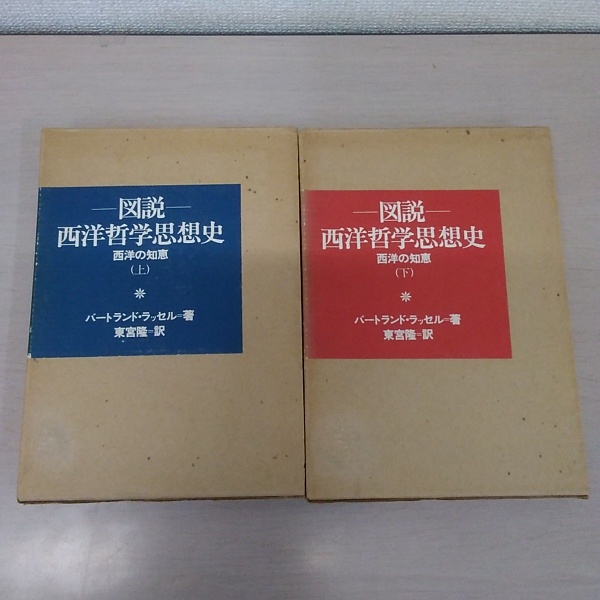 ―図説―
西洋哲学思想史
西洋の知恵
(上)
バートランド・ラッセル=著
東宮隆=訳
―図説―
西洋哲学思想史
西洋の知恵
(下)
バートランド・ラッセル=著
東宮隆=訳